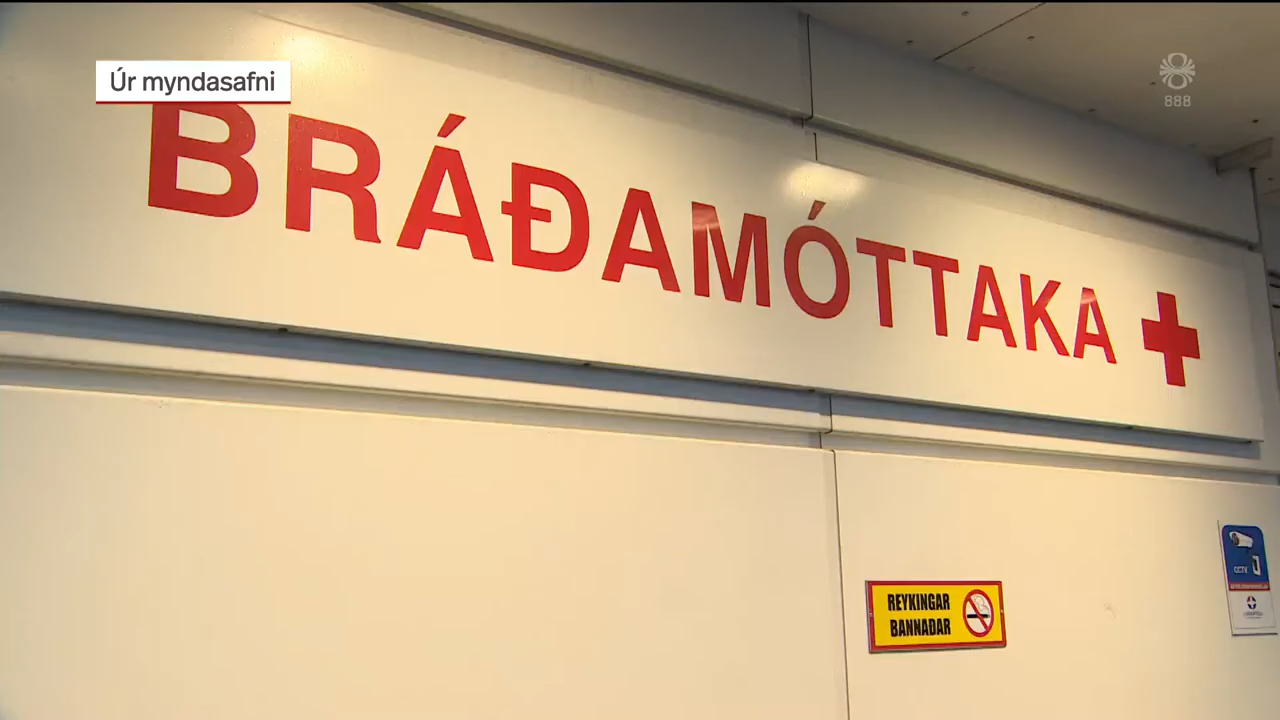 Úr myndasafni
888
BRÁÐAMÓTTAKA
REYKINGAR
BANNAÐAR
CCTV